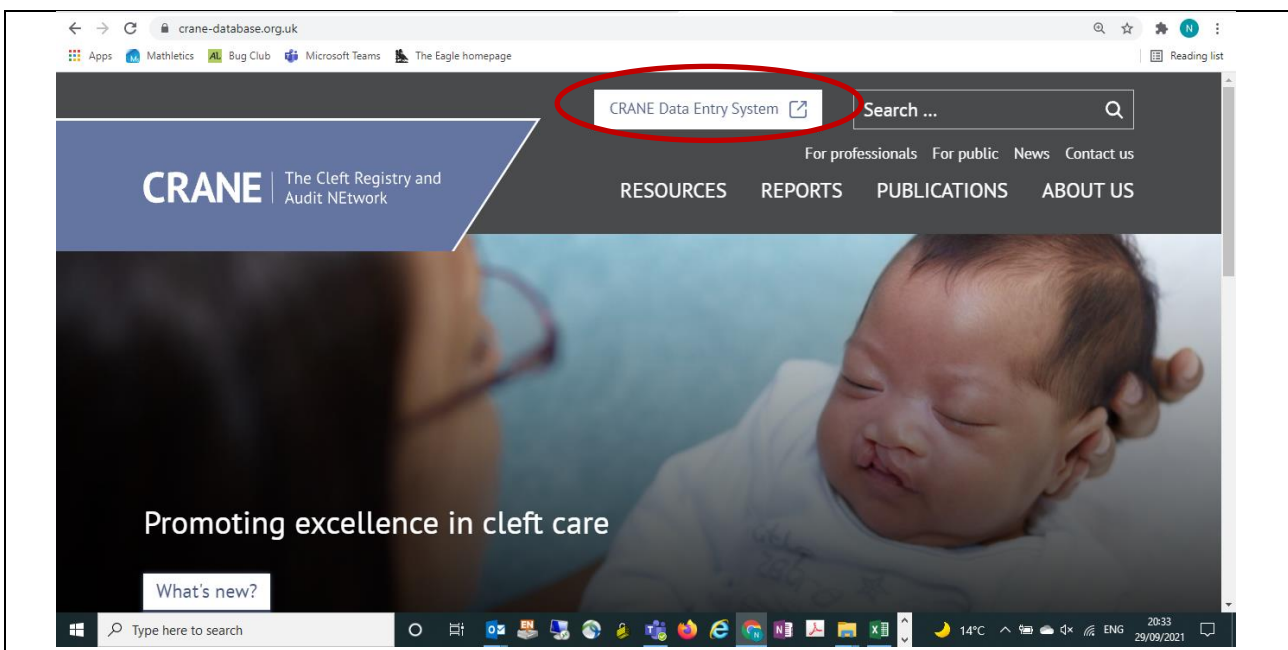 crane-database.org.uk
N
Apps Mathletics Bug Club Microsoft Teams The Eagle homepage
Reading list
CRANE Data Entry System
Search ...
For professionals For public News Contact us
CRANE The Cleft Registry and
Audit NEtwork
RESOURCES REPORTS PUBLICATIONS ABOUT US
Promoting excellence in cleft care
What's new?
Type here to search
14°C
ENG
20:33
29/09/2021